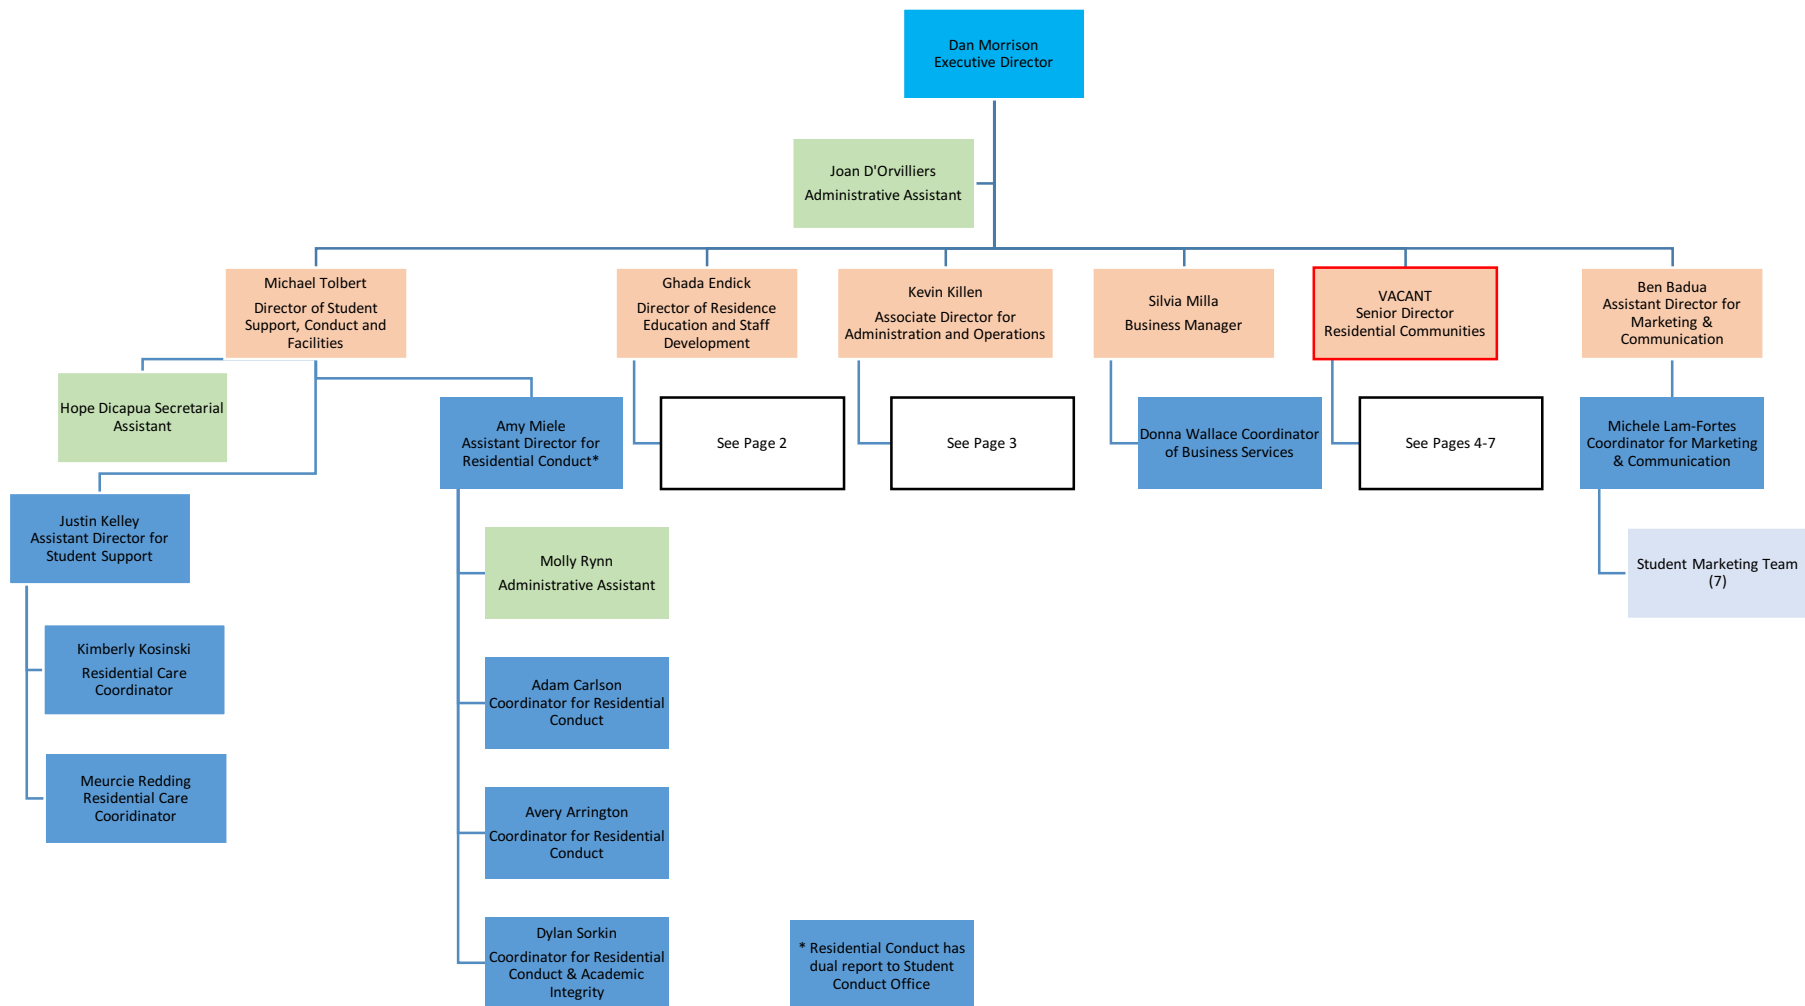 Dan Morrison
Executive Director
Joan D'Orvilliers
Administrative Assistant
Michael Tolbert
Director of Student
Support, Conduct and
Facilities
Ghada Endick
Director of Residence
Education and Staff
Development
Kevin Killen
Associate Director for
Administration and Operations
Silvia Milla
Business Manager
VACANT
Senior Director
Residential Communities
Ben Badua
Assistant Director for
Marketing &
Communication
Hope Dicapua Secretarial
Assistant
Amy Miele
Assistant Director for
Residential Conduct*
See Page 2
See Page 3
Donna Wallace Coordinator
of Business Services
See Pages 4-7
Michele Lam-Fortes
Coordinator for Marketing
& Communication
Justin Kelley
Assistant Director for
Student Support
Molly Rynn
Administrative Assistant
Student Marketing Team
(7)
Kimberly Kosinski
Residential Care
Coordinator
Adam Carlson
Coordinator for Residential
Conduct
Meurcie Redding
Residential Care
Cooridinator
Avery Arrington
Coordinator for Residential
Conduct
Dylan Sorkin
Coordinator for Residential
Conduct & Academic
Integrity
* Residential Conduct has
dual report to Student
Conduct Office